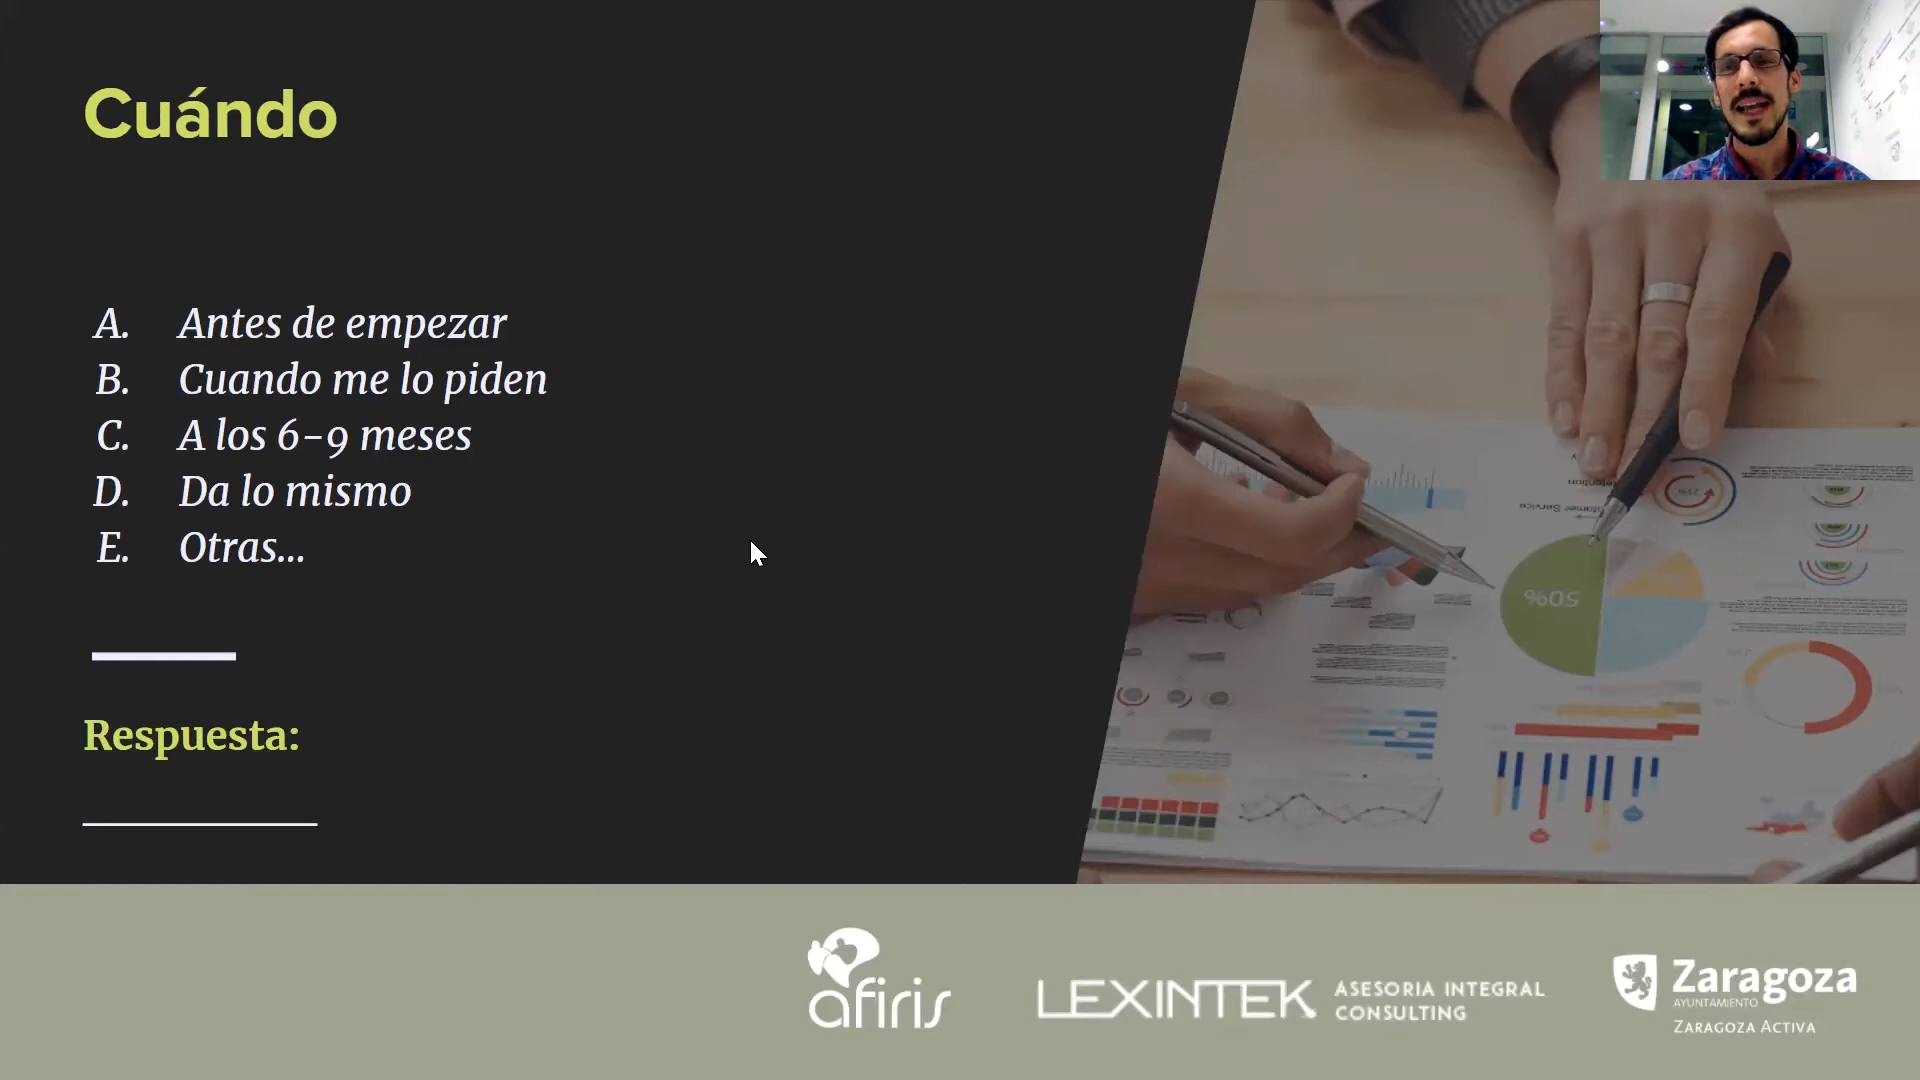 Cuándo
A. Antes de empezar
B. Cuando me lo piden
C. A los 6-9 meses
D. Da lo mismo
E. Otras...
Respuesta:
50%
afiris
LEXINTEK ASESORIA INTEGRAL CONSULTING
Zaragoza
AYUNTAMIENTO
ZARAGOZA ACTIVA